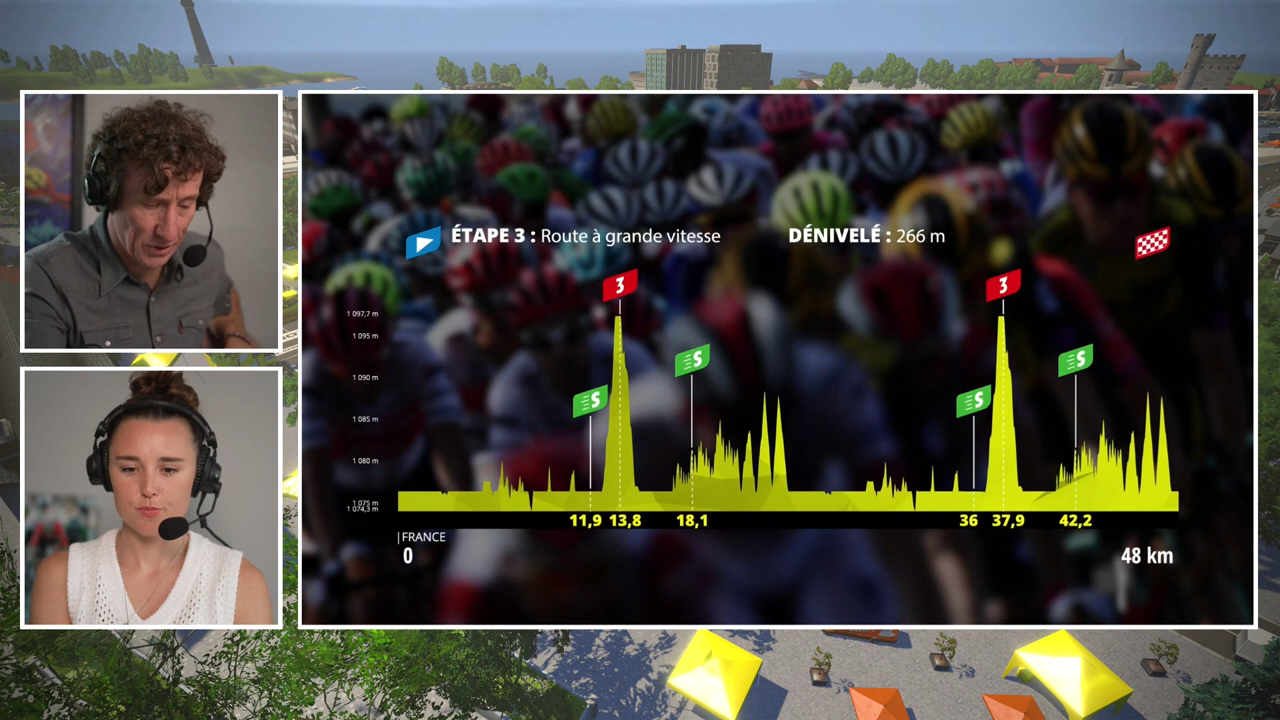 ÉTAPE 3 : Route à grande vitesse
DÉNIVELÉ : 266 m
3
3
1 097,7 m
1 095 m
1 090 m
S
S
1 085 m
S
S
1 080 m
1 075 m
1 074,3 m
11,9 13,8 18,1 36 37,9 42,2
|FRANCE
0
48 km